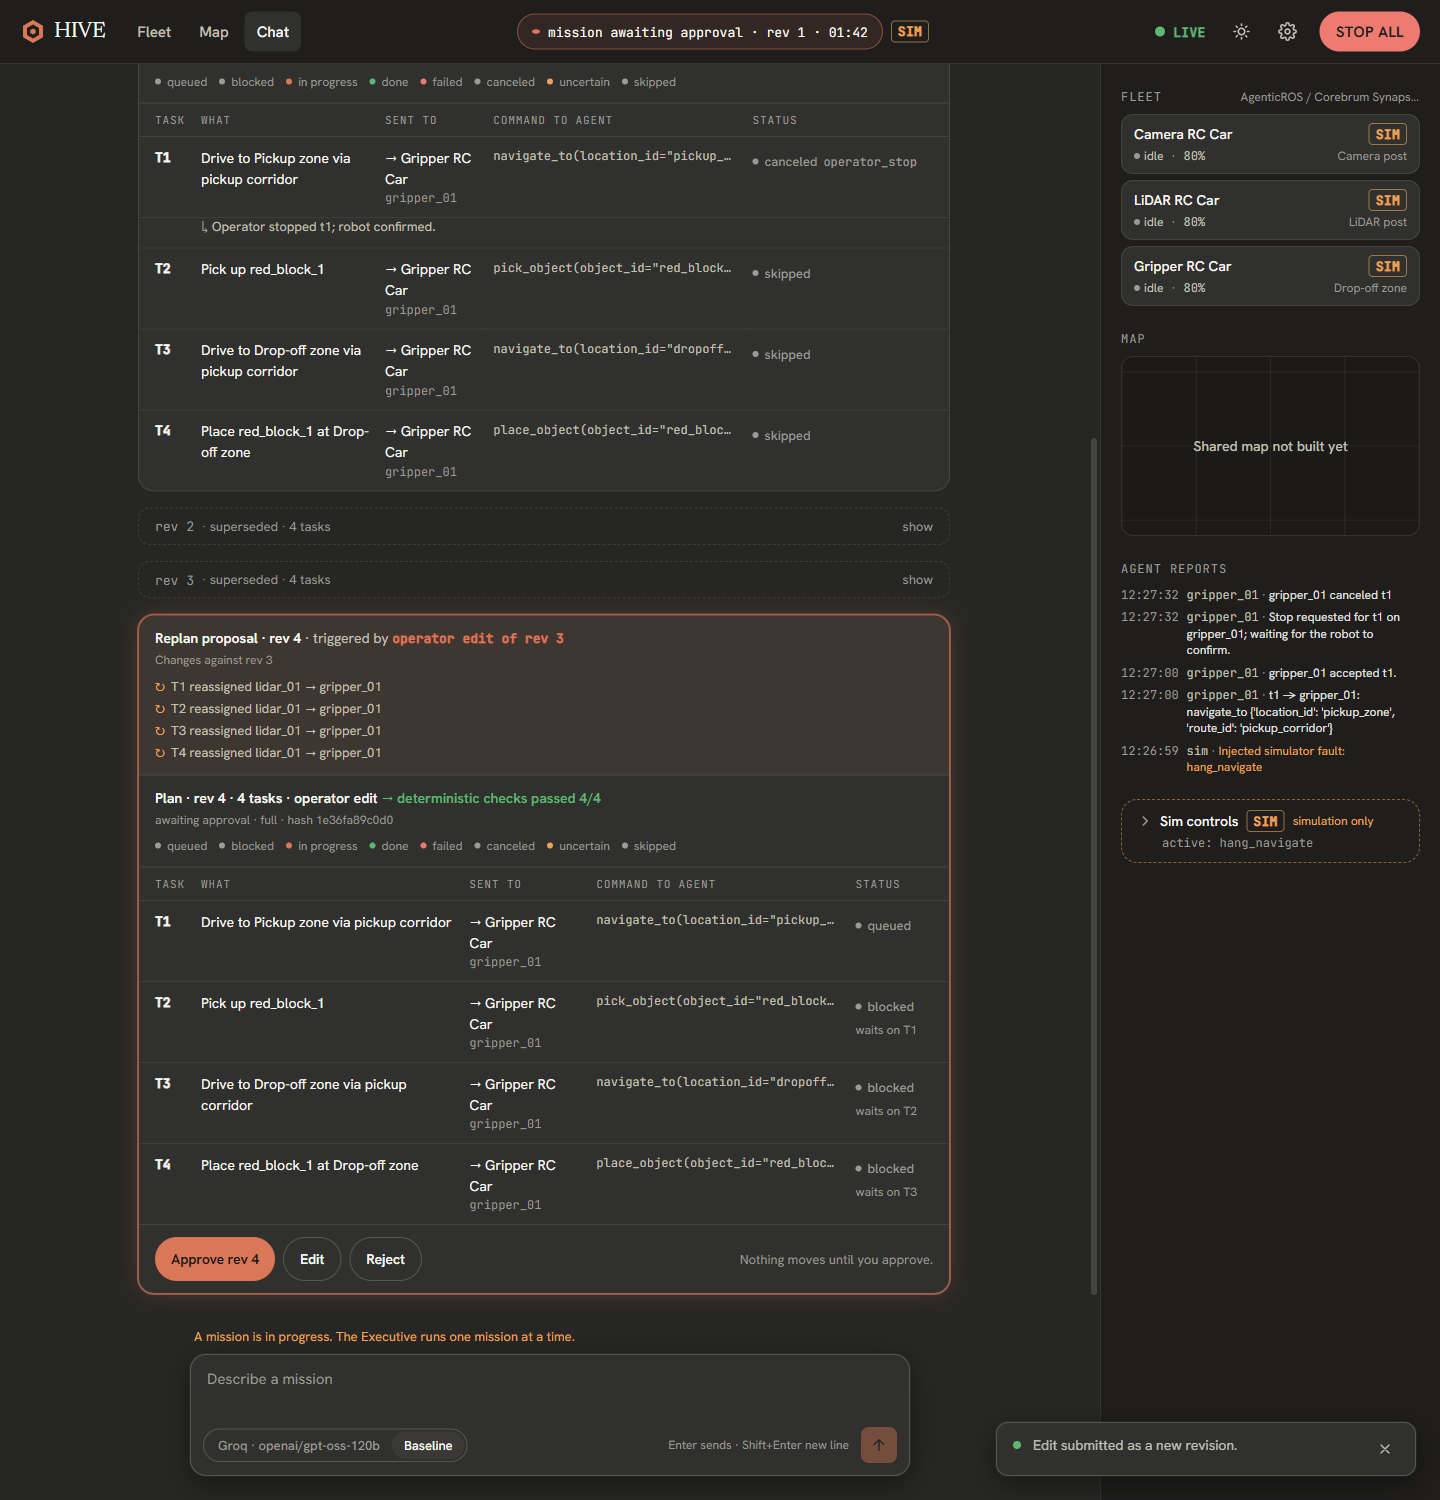 HIVE Fleet Map Chat mission awaiting approval · rev 1 · 01:42 SIM LIVE STOP ALL
queued blocked in progress done failed canceled uncertain skipped
TASK WHAT SENT TO COMMAND TO AGENT STATUS
T1 Drive to Pickup zone via → Gripper RC navigate_to(location_id="pickup_… canceled operator_stop
pickup corridor Car
gripper_01
↳ Operator stopped t1; robot confirmed.
T2 Pick up red_block_1 → Gripper RC pick_object(object_id="red_block… skipped
Car
gripper_01
T3 Drive to Drop-off zone via → Gripper RC navigate_to(location_id="dropoff… skipped
pickup corridor Car
gripper_01
T4 Place red_block_1 at Drop- → Gripper RC place_object(object_id="red_bloc… skipped
off zone Car
gripper_01
rev 2 · superseded · 4 tasks show
rev 3 · superseded · 4 tasks show
Replan proposal · rev 4 · triggered by operator edit of rev 3
Changes against rev 3
↻ T1 reassigned lidar_01 → gripper_01
↻ T2 reassigned lidar_01 → gripper_01
↻ T3 reassigned lidar_01 → gripper_01
↻ T4 reassigned lidar_01 → gripper_01
Plan · rev 4 · 4 tasks · operator edit → deterministic checks passed 4/4
awaiting approval · full · hash 1e36fa89c0d0
queued blocked in progress done failed canceled uncertain skipped
TASK WHAT SENT TO COMMAND TO AGENT STATUS
T1 Drive to Pickup zone via pickup corridor → Gripper RC navigate_to(location_id="pickup_… queued
Car
gripper_01
T2 Pick up red_block_1 → Gripper RC pick_object(object_id="red_block… blocked
Car waits on T1
gripper_01
T3 Drive to Drop-off zone via pickup → Gripper RC navigate_to(location_id="dropoff… blocked
corridor Car waits on T2
gripper_01
T4 Place red_block_1 at Drop-off zone → Gripper RC place_object(object_id="red_bloc… blocked
Car waits on T3
gripper_01
Approve rev 4 Edit Reject Nothing moves until you approve.
A mission is in progress. The Executive runs one mission at a time.
Describe a mission
Groq · openai/gpt-oss-120b Baseline Enter sends · Shift+Enter new line
FLEET AgenticROS / Corebrum Synaps…
Camera RC Car SIM
idle · 80% Camera post
LiDAR RC Car SIM
idle · 80% LiDAR post
Gripper RC Car SIM
idle · 80% Drop-off zone
MAP
Shared map not built yet
AGENT REPORTS
12:27:32 gripper_01 · gripper_01 canceled t1
12:27:32 gripper_01 · Stop requested for t1 on
gripper_01; waiting for the robot to
confirm.
12:27:00 gripper_01 · gripper_01 accepted t1.
12:27:00 gripper_01 · t1 → gripper_01:
navigate_to {'location_id': 'pickup_zone',
'route_id': 'pickup_corridor'}
12:26:59 sim · Injected simulator fault:
hang_navigate
Sim controls SIM simulation only
active: hang_navigate
Edit submitted as a new revision.